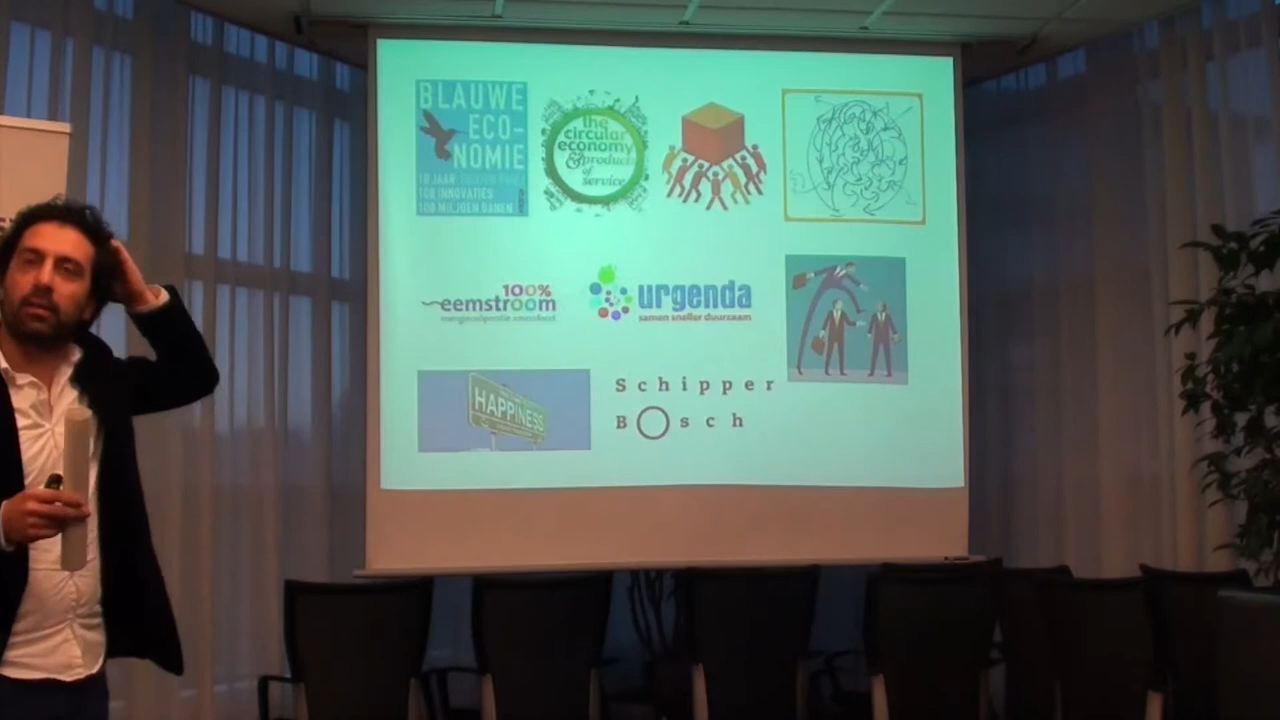 BLAUWE
ECO-
NOMIE
10 JAAR
100 INNOVATIES
100 MILJOEN BANEN
the
circular
economy
& products
of
service
100%
eemstroom
urgenda
samen sneller duurzaam
HAPPINESS
Schipper
Bosch